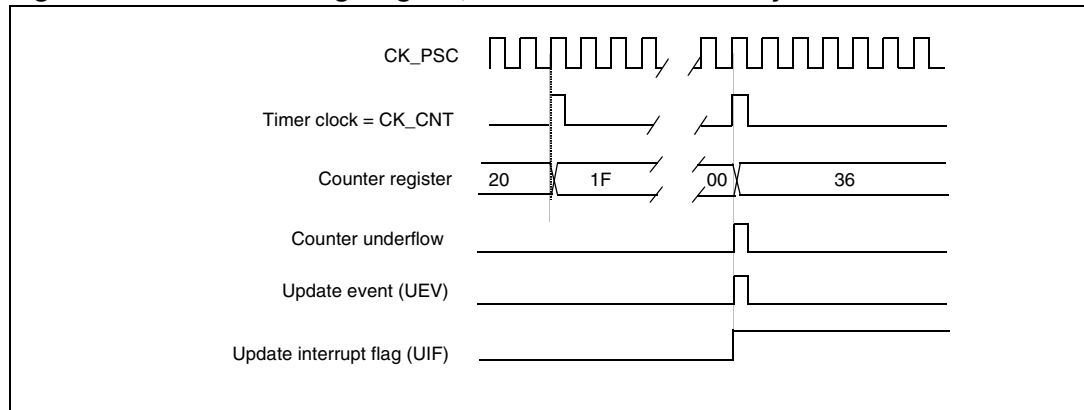 CK_PSC
Timer clock = CK_CNT
Counter register 20 1F 00 36
Counter underflow
Update event (UEV)
Update interrupt flag (UIF)